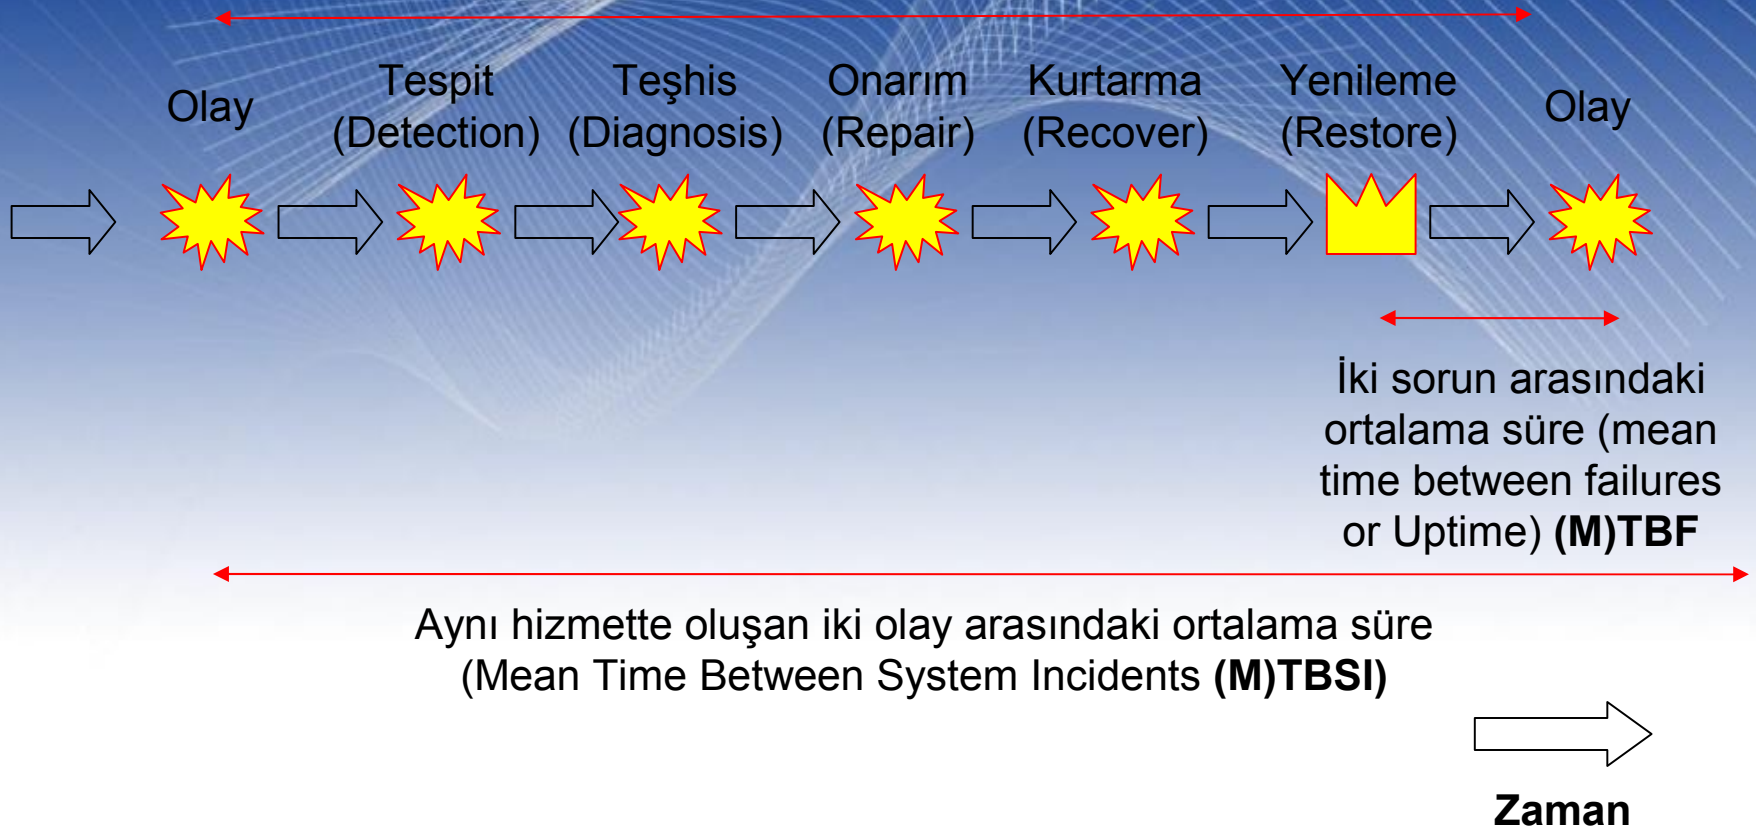 Olay
Tespit
(Detection)
Teşhis
(Diagnosis)
Onarım
(Repair)
Kurtarma
(Recover)
Yenileme
(Restore)
Olay
İki sorun arasındaki
ortalama süre (mean
time between failures
or Uptime) (M)TBF
Aynı hizmette oluşan iki olay arasındaki ortalama süre
(Mean Time Between System Incidents (M)TBSI)
Zaman